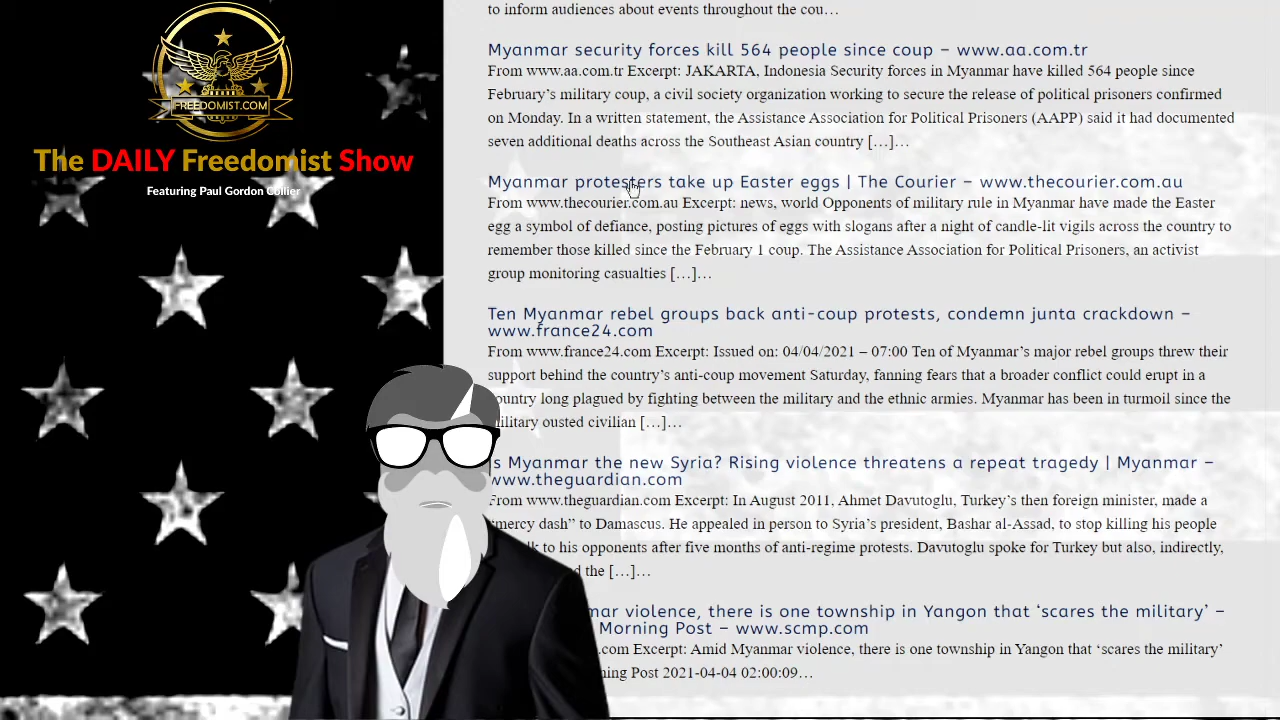 FREEDOMIST.COM
The DAILY Freedomist Show
Featuring Paul Gordon Collier
to inform audiences about events throughout the cou…
Myanmar security forces kill 564 people since coup – www.aa.com.tr
From www.aa.com.tr Excerpt: JAKARTA, Indonesia Security forces in Myanmar have killed 564 people since
February’s military coup, a civil society organization working to secure the release of political prisoners confirmed
on Monday. In a written statement, the Assistance Association for Political Prisoners (AAPP) said it had documented
seven additional deaths across the Southeast Asian country […]…
Myanmar protesters take up Easter eggs | The Courier – www.thecourier.com.au
From www.thecourier.com.au Excerpt: news, world Opponents of military rule in Myanmar have made the Easter
egg a symbol of defiance, posting pictures of eggs with slogans after a night of candle-lit vigils across the country to
remember those killed since the February 1 coup. The Assistance Association for Political Prisoners, an activist
group monitoring casualties […]…
Ten Myanmar rebel groups back anti-coup protests, condemn junta crackdown –
www.france24.com
From www.france24.com Excerpt: Issued on: 04/04/2021 – 07:00 Ten of Myanmar’s major rebel groups threw their
support behind the country’s anti-coup movement Saturday, fanning fears that a broader conflict could erupt in a
country long plagued by fighting between the military and the ethnic armies. Myanmar has been in turmoil since the
military ousted civilian […]…
Is Myanmar the new Syria? Rising violence threatens a repeat tragedy | Myanmar –
www.theguardian.com
From www.theguardian.com Excerpt: In August 2011, Ahmet Davutoglu, Turkey’s then foreign minister, made a
“mercy dash” to Damascus. He appealed in person to Syria’s president, Bashar al-Assad, to stop killing his people
to his opponents after five months of anti-regime protests. Davutoglu spoke for Turkey but also, indirectly,
the […]…
mar violence, there is one township in Yangon that ‘scares the military’ –
Morning Post – www.scmp.com
.com Excerpt: Amid Myanmar violence, there is one township in Yangon that ‘scares the military’
ning Post 2021-04-04 02:00:09…